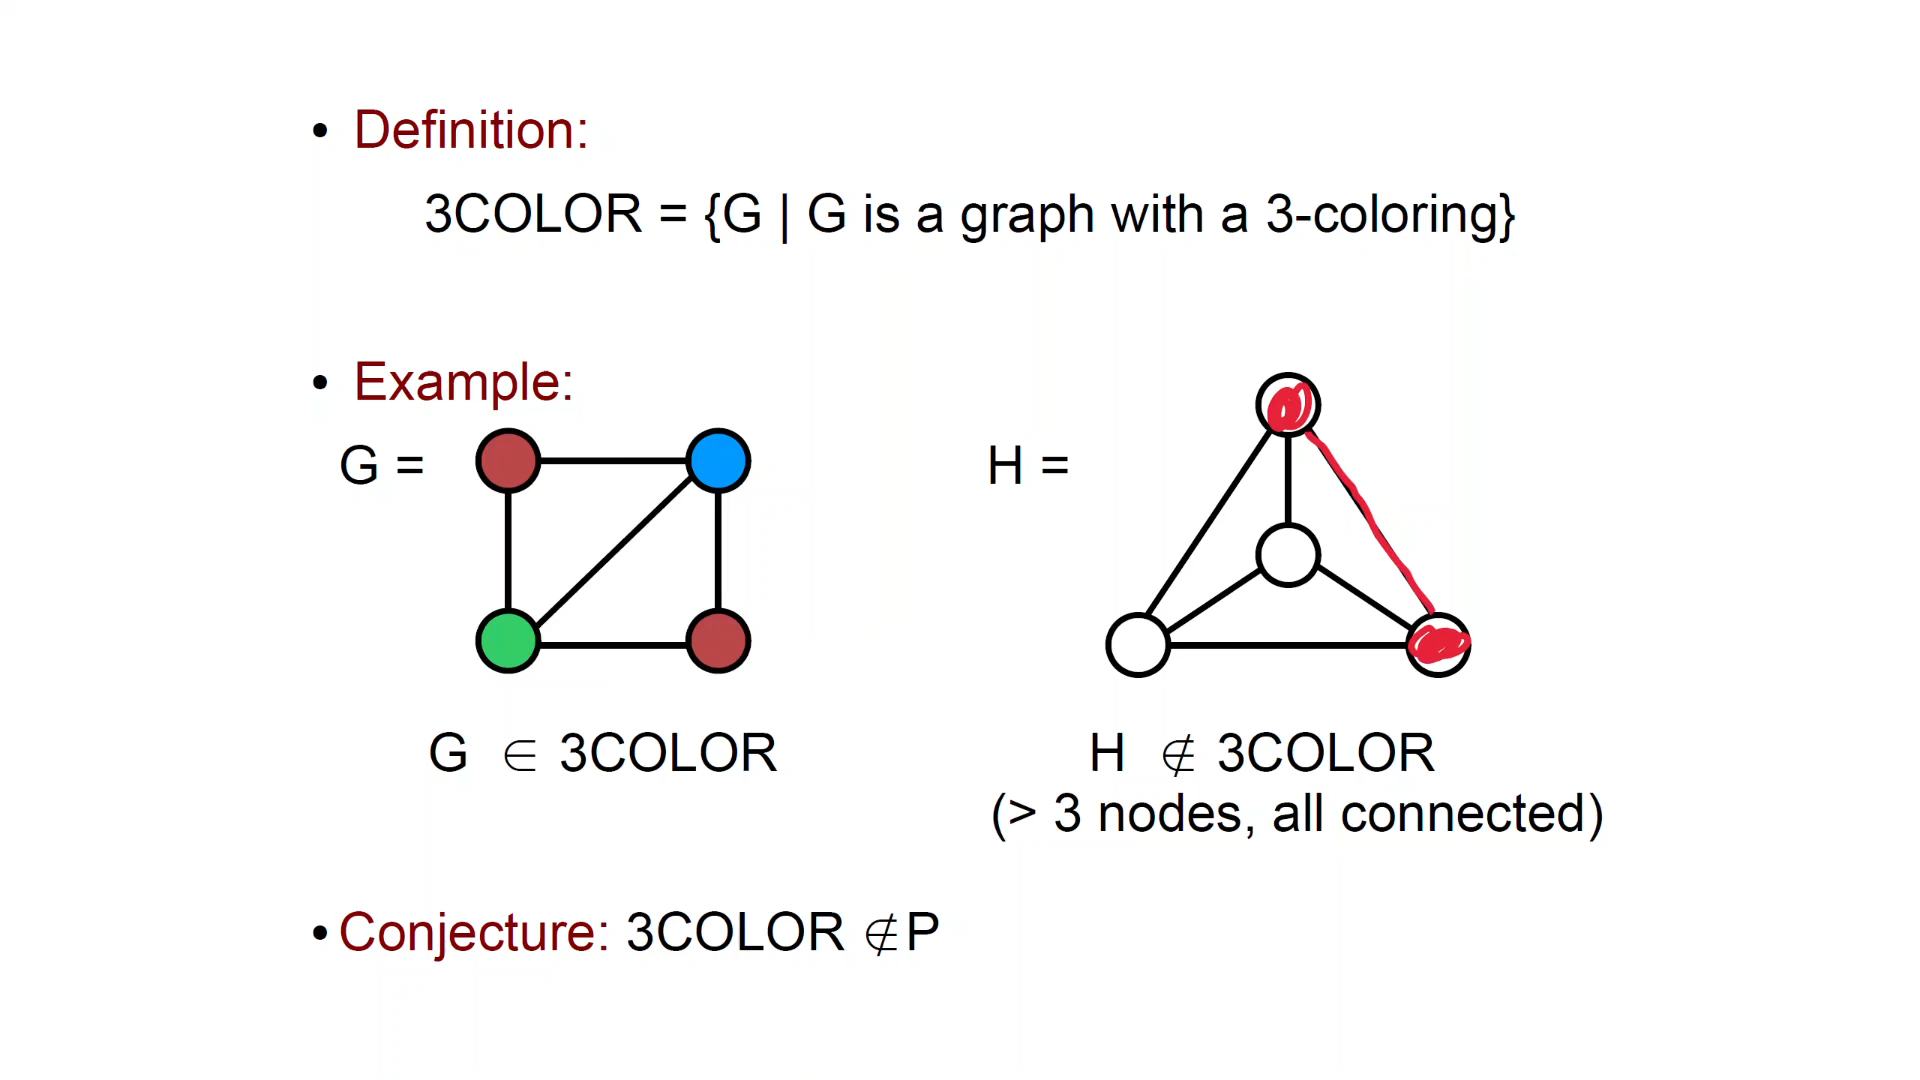 • Definition:
3COLOR = {G | G is a graph with a 3-coloring}
• Example:
G =
H =
G ∈ 3COLOR
H ∉ 3COLOR
(> 3 nodes, all connected)
• Conjecture: 3COLOR ∉ P